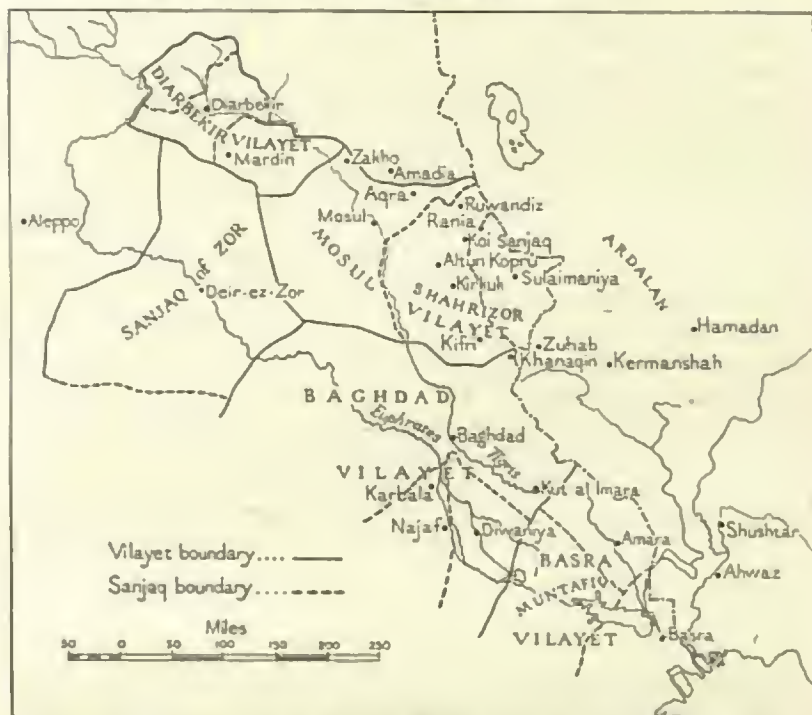 DIARBEKIR VILAYET
Diarbekir
Mardin
Zakho
Amadia
Aqra
Ruwandiz
Rania
Mosul
Aleppo
MOSUL
Koi Sanjaq
Altun Kopru
Sulaimaniya
Kirkuk
ARDALAN
SANJAQ of ZOR
Deir-ez-Zor
SHAHRIZOR
VILAYET
Kifri
Hamadan
Zuhab
Khanaqin
Kermanshah
BAGHDAD
Euphrates
Baghdad
Tigris
VILAYET
Karbala
Kut al Imara
Najaf
Diwaniya
Amara
Shushtar
Vilayet boundary....
BASRA
Ahwaz
Sanjaq boundary....
MUNTAFIQ
Miles
VILAYET
Basra
50 0 50 100 150 200 250